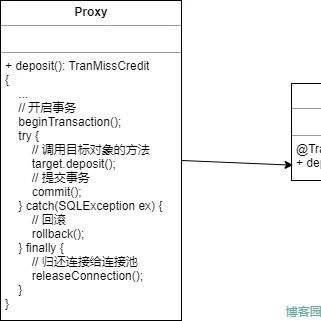 Proxy
+ deposit(): TranMissCredit
{
...
// 开启事务
beginTransaction();
try {
// 调用目标对象的方法
target.deposit();
// 提交事务
commit();
} catch(SQLException ex) {
// 回滚
rollback();
} finally {
// 归还连接给连接池
releaseConnection();
}
}
@Tra
+ dep
博客园